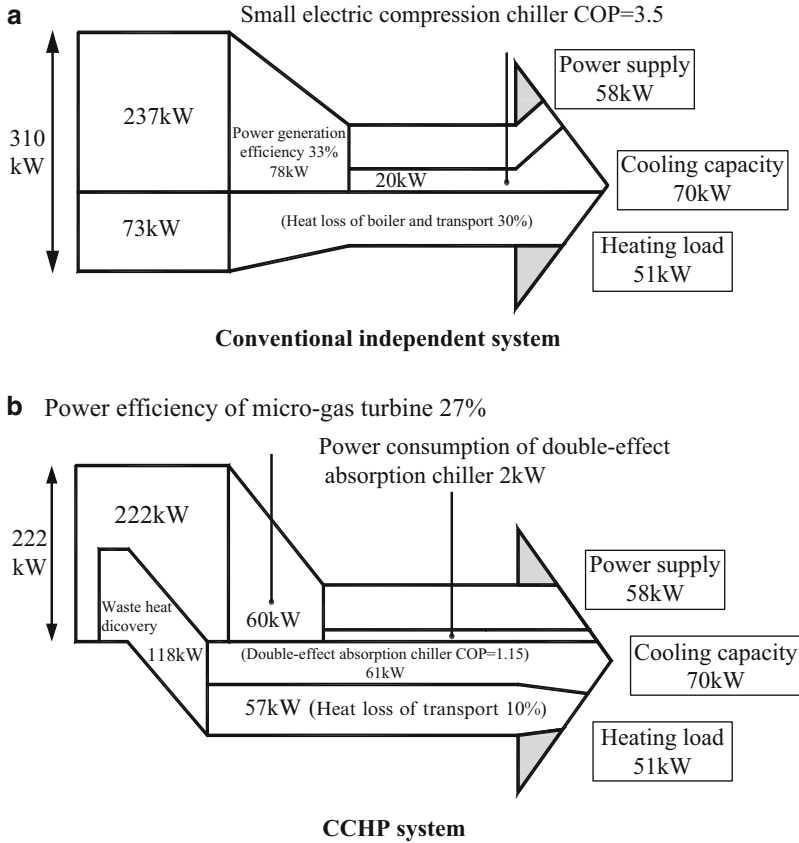 a
Small electric compression chiller COP=3.5
310
kW
237kW
Power generation
efficiency 33%
78kW
20kW
73kW
(Heat loss of boiler and transport 30%)
Power supply
58kW
Cooling capacity
70kW
Heating load
51kW
Conventional independent system
b Power efficiency of micro-gas turbine 27%
Power consumption of double-effect
absorption chiller 2kW
222
kW
222kW
Waste heat
dicovery
118kW
60kW
(Double-effect absorption chiller COP=1.15)
61kW
57kW (Heat loss of transport 10%)
Power supply
58kW
Cooling capacity
70kW
Heating load
51kW
CCHP system